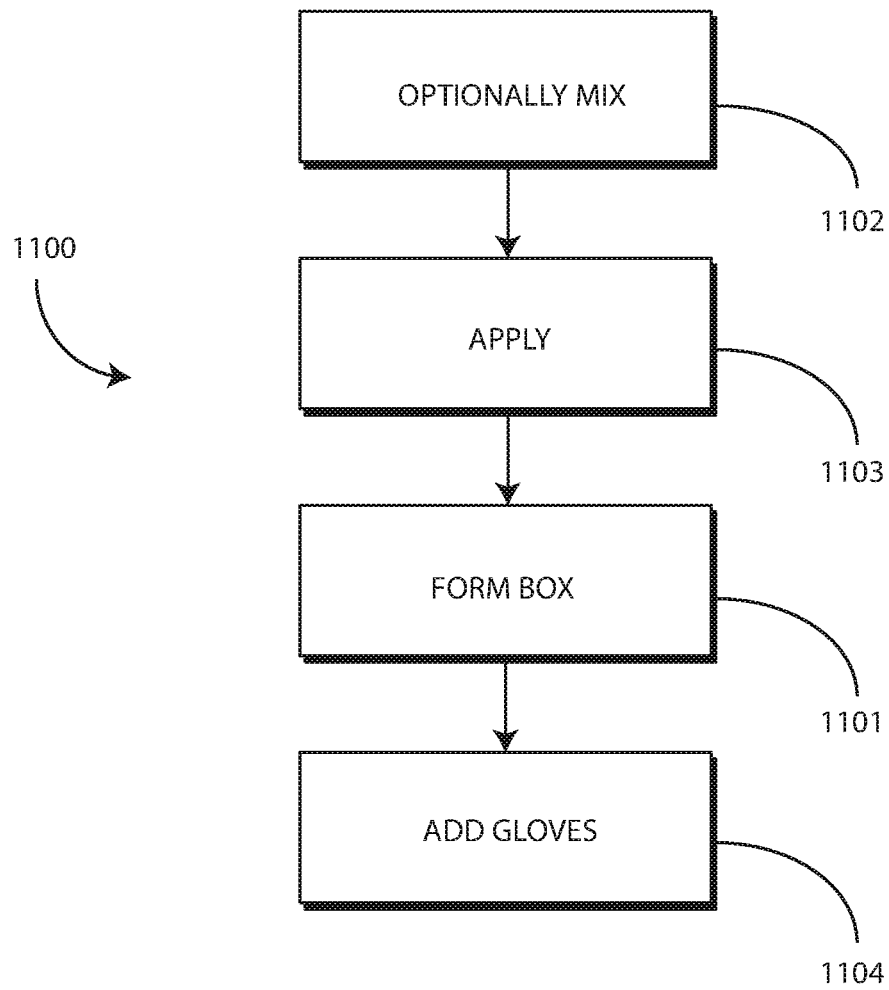 OPTIONALLY MIX
1102
1100
APPLY
1103
FORM BOX
1101
ADD GLOVES
1104